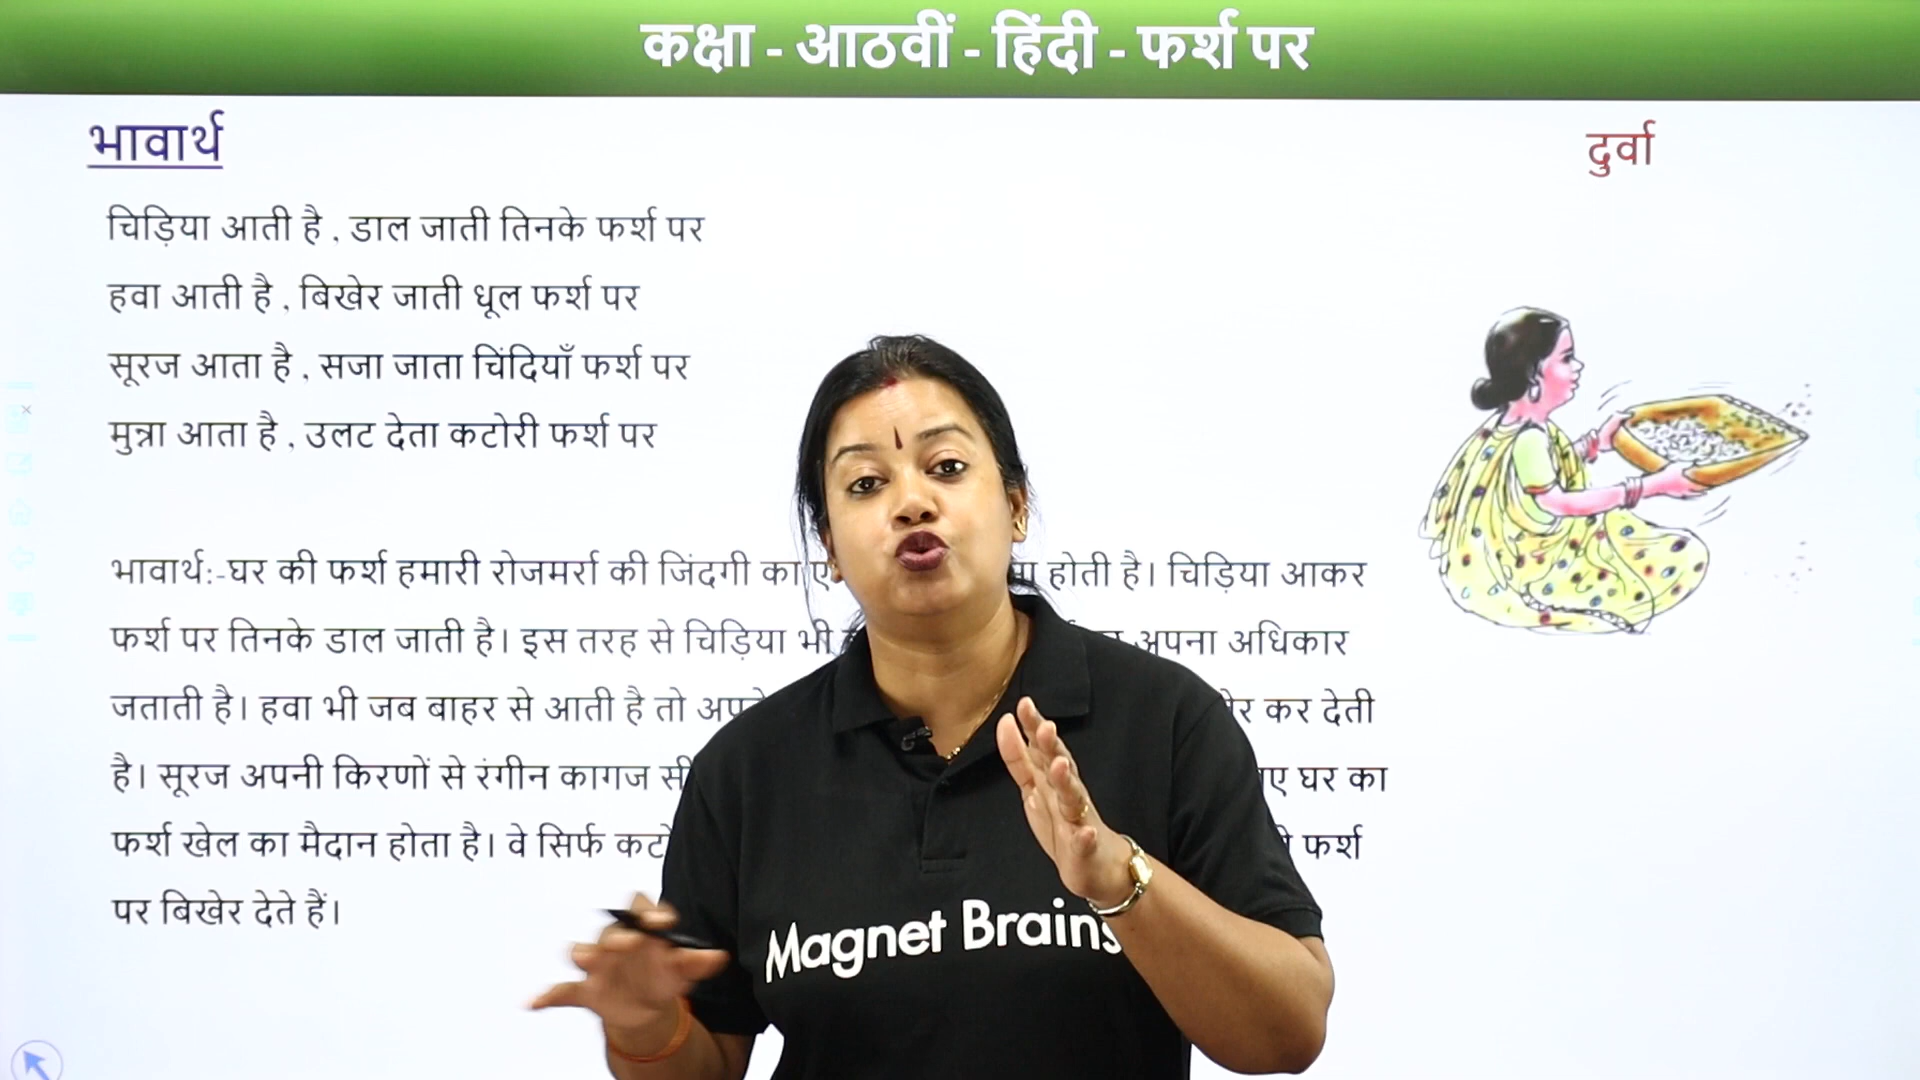 कक्षा - आठवीं - हिंदी - फर्श पर
भावार्थ
दुर्वा
चिड़िया आती है , डाल जाती तिनके फर्श पर
हवा आती है , बिखेर जाती धूल फर्श पर
सूरज आता है , सजा जाता चिंदियाँ फर्श पर
मुन्ना आता है , उलट देता कटोरी फर्श पर
भावार्थ:-घर की फर्श हमारी रोजमर्रा की जिंदगी का होती है। चिड़िया आकर
फर्श पर तिनके डाल जाती है। इस तरह से चिड़िया भी अपना अधिकार
जताती है। हवा भी जब बाहर से आती है तो कर देती
है। सूरज अपनी किरणों से रंगीन कागज सी घर का
फर्श खेल का मैदान होता है। वे सिर्फ फर्श
पर बिखेर देते हैं।
Magnet Brains